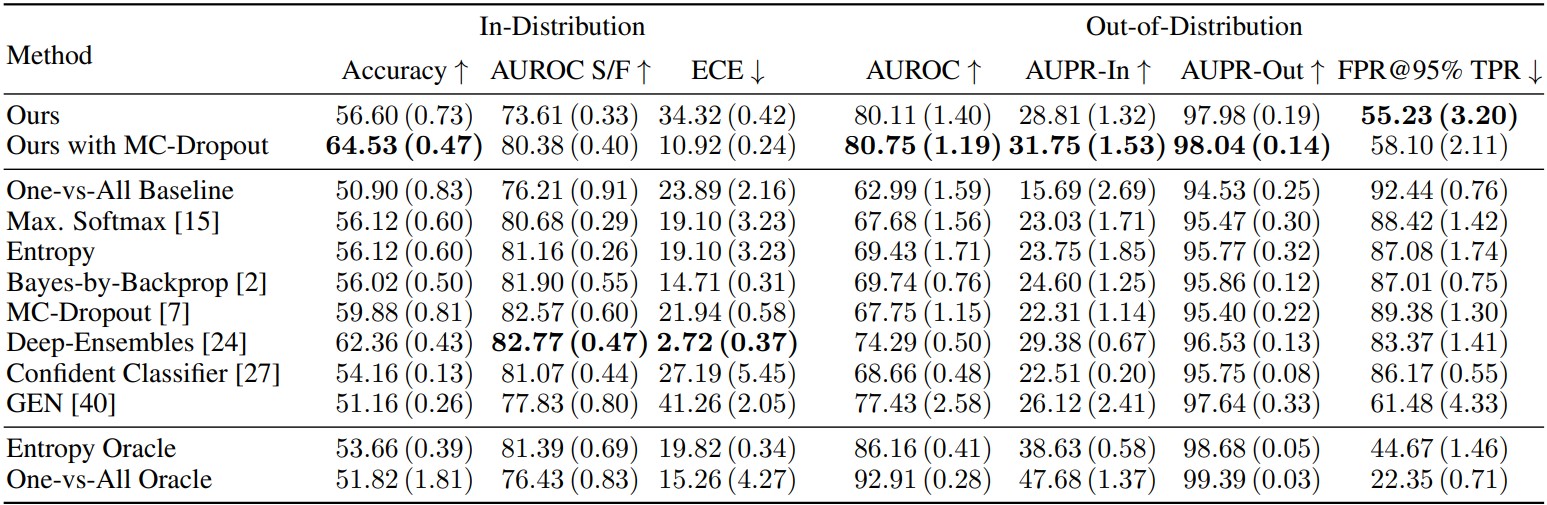 In-Distribution Out-of-Distribution
Method
Accuracy ↑ AUROC S/F ↑ ECE ↓ AUROC ↑ AUPR-In ↑ AUPR-Out ↑ FPR@95% TPR ↓
Ours 56.60 (0.73) 73.61 (0.33) 34.32 (0.42) 80.11 (1.40) 28.81 (1.32) 97.98 (0.19) 55.23 (3.20)
Ours with MC-Dropout 64.53 (0.47) 80.38 (0.40) 10.92 (0.24) 80.75 (1.19) 31.75 (1.53) 98.04 (0.14) 58.10 (2.11)
One-vs-All Baseline 50.90 (0.83) 76.21 (0.91) 23.89 (2.16) 62.99 (1.59) 15.69 (2.69) 94.53 (0.25) 92.44 (0.76)
Max. Softmax [15] 56.12 (0.60) 80.68 (0.29) 19.10 (3.23) 67.68 (1.56) 23.03 (1.71) 95.47 (0.30) 88.42 (1.42)
Entropy 56.12 (0.60) 81.16 (0.26) 19.10 (3.23) 69.43 (1.71) 23.75 (1.85) 95.77 (0.32) 87.08 (1.74)
Bayes-by-Backprop [2] 56.02 (0.50) 81.90 (0.55) 14.71 (0.31) 69.74 (0.76) 24.60 (1.25) 95.86 (0.12) 87.01 (0.75)
MC-Dropout [7] 59.88 (0.81) 82.57 (0.60) 21.94 (0.58) 67.75 (1.15) 22.31 (1.14) 95.40 (0.22) 89.38 (1.30)
Deep-Ensembles [24] 62.36 (0.43) 82.77 (0.47) 2.72 (0.37) 74.29 (0.50) 29.38 (0.67) 96.53 (0.13) 83.37 (1.41)
Confident Classifier [27] 54.16 (0.13) 81.07 (0.44) 27.19 (5.45) 68.66 (0.48) 22.51 (0.20) 95.75 (0.08) 86.17 (0.55)
GEN [40] 51.16 (0.26) 77.83 (0.80) 41.26 (2.05) 77.43 (2.58) 26.12 (2.41) 97.64 (0.33) 61.48 (4.33)
Entropy Oracle 53.66 (0.39) 81.39 (0.69) 19.82 (0.34) 86.16 (0.41) 38.63 (0.58) 98.68 (0.05) 44.67 (1.46)
One-vs-All Oracle 51.82 (1.81) 76.43 (0.83) 15.26 (4.27) 92.91 (0.28) 47.68 (1.37) 99.39 (0.03) 22.35 (0.71)